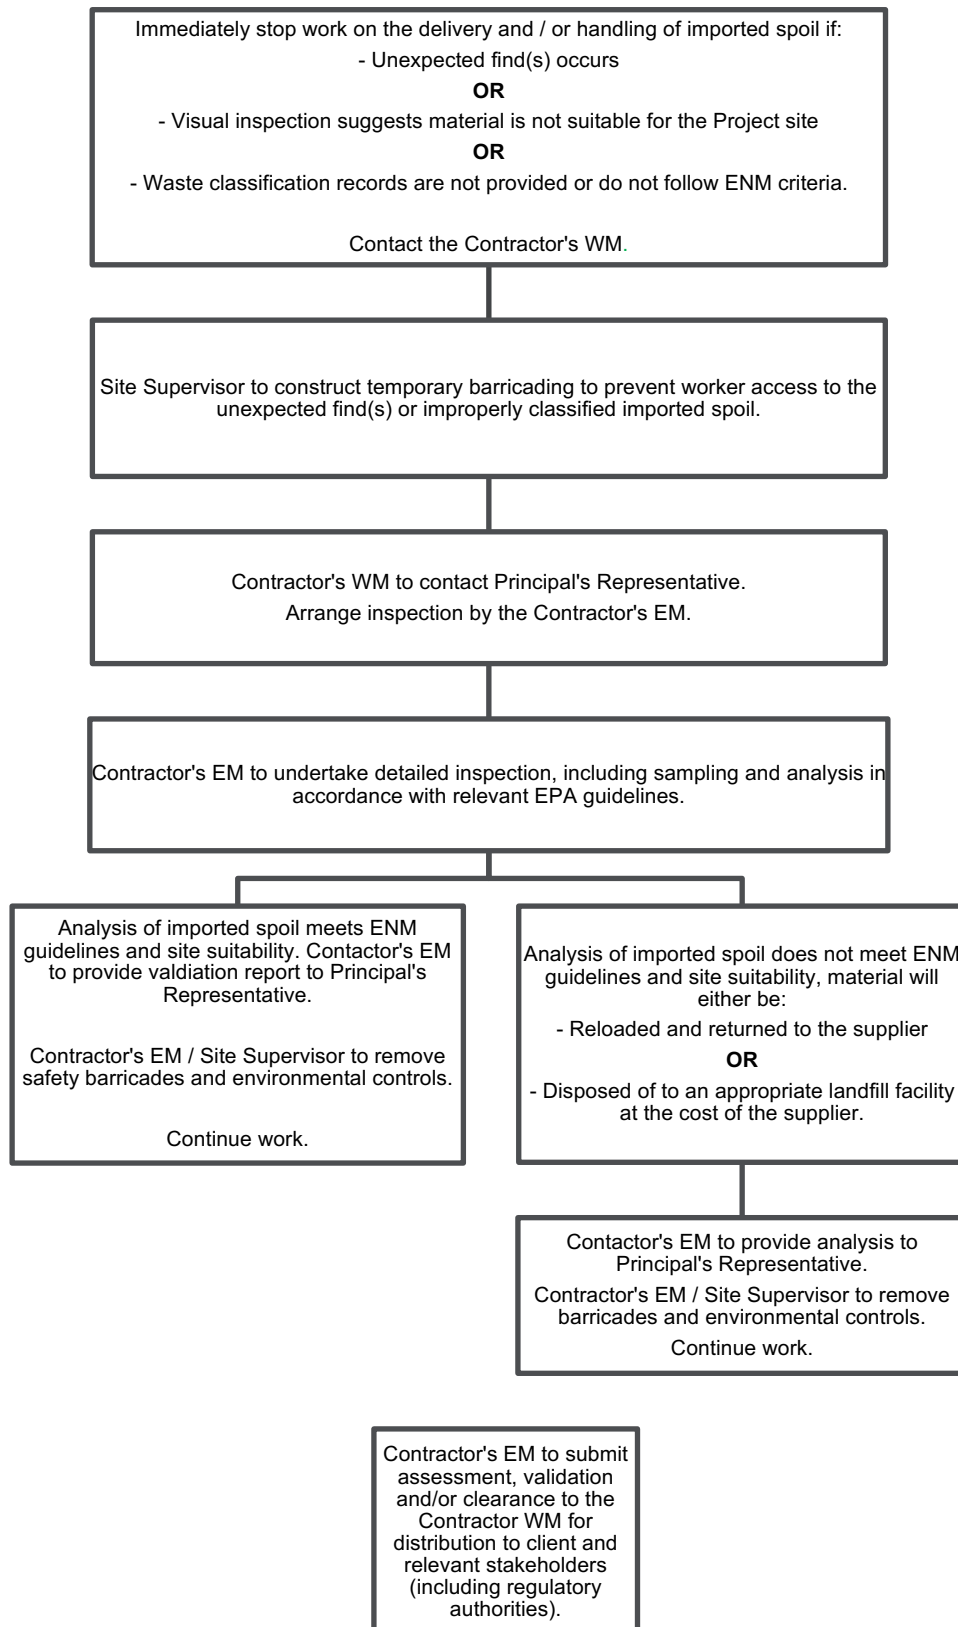 Immediately stop work on the delivery and / or handling of imported spoil if:
- Unexpected find(s) occurs
OR
- Visual inspection suggests material is not suitable for the Project site
OR
- Waste classification records are not provided or do not follow ENM criteria.
Contact the Contractor's WM.
Site Supervisor to construct temporary barricading to prevent worker access to the
unexpected find(s) or improperly classified imported spoil.
Contractor's WM to contact Principal's Representative.
Arrange inspection by the Contractor's EM.
Contractor's EM to undertake detailed inspection, including sampling and analysis in
accordance with relevant EPA guidelines.
Analysis of imported spoil meets ENM
guidelines and site suitability. Contactor's EM
to provide valdiation report to Principal's
Representative.
Contractor's EM / Site Supervisor to remove
safety barricades and environmental controls.
Continue work.
Analysis of imported spoil does not meet ENM
guidelines and site suitability, material will
either be:
- Reloaded and returned to the supplier
OR
- Disposed of to an appropriate landfill facility
at the cost of the supplier.
Contactor's EM to provide analysis to
Principal's Representative.
Contractor's EM / Site Supervisor to remove
barricades and environmental controls.
Continue work.
Contractor's EM to submit
assessment, validation
and/or clearance to the
Contractor WM for
distribution to client and
relevant stakeholders
(including regulatory
authorities).